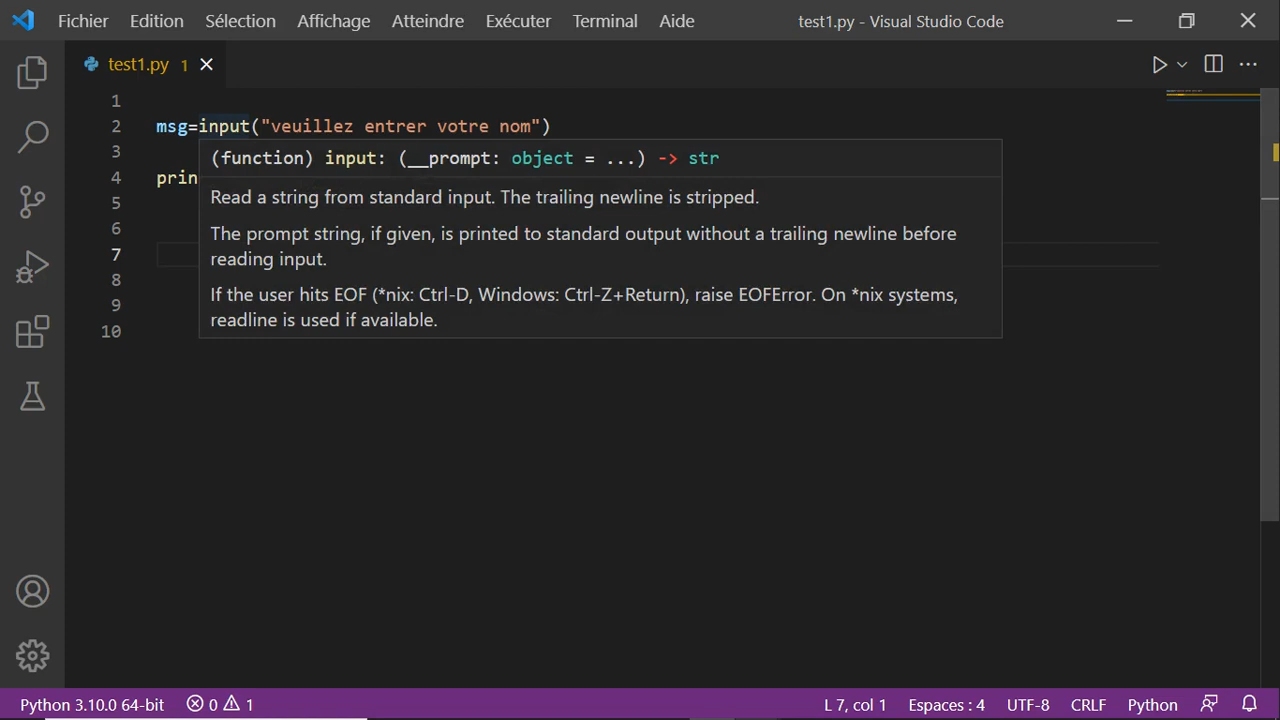 Fichier Edition Sélection Affichage Atteindre Exécuter Terminal Aide test1.py - Visual Studio Code
test1.py 1
1
2 msg=input("veuillez entrer votre nom")
3 (function) input: (__prompt: object = ...) -> str
4 prin
5 Read a string from standard input. The trailing newline is stripped.
6 The prompt string, if given, is printed to standard output without a trailing newline before
7 reading input.
8 If the user hits EOF (*nix: Ctrl-D, Windows: Ctrl-Z+Return), raise EOFError. On *nix systems,
9 readline is used if available.
10
Python 3.10.0 64-bit 0 1 L 7, col 1 Espaces : 4 UTF-8 CRLF Python